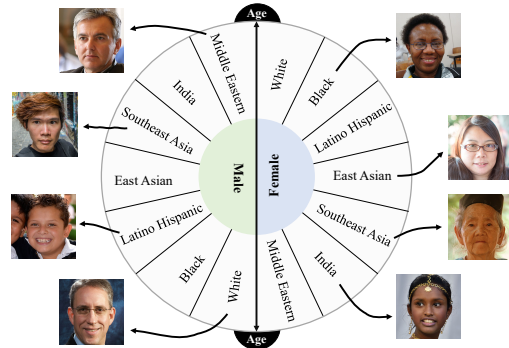 Age
Middle Eastern
White
India
Black
Southeast Asia
Latino Hispanic
East Asian
Male
Female
East Asian
Latino Hispanic
Southeast Asia
Black
India
White
Middle Eastern
Age